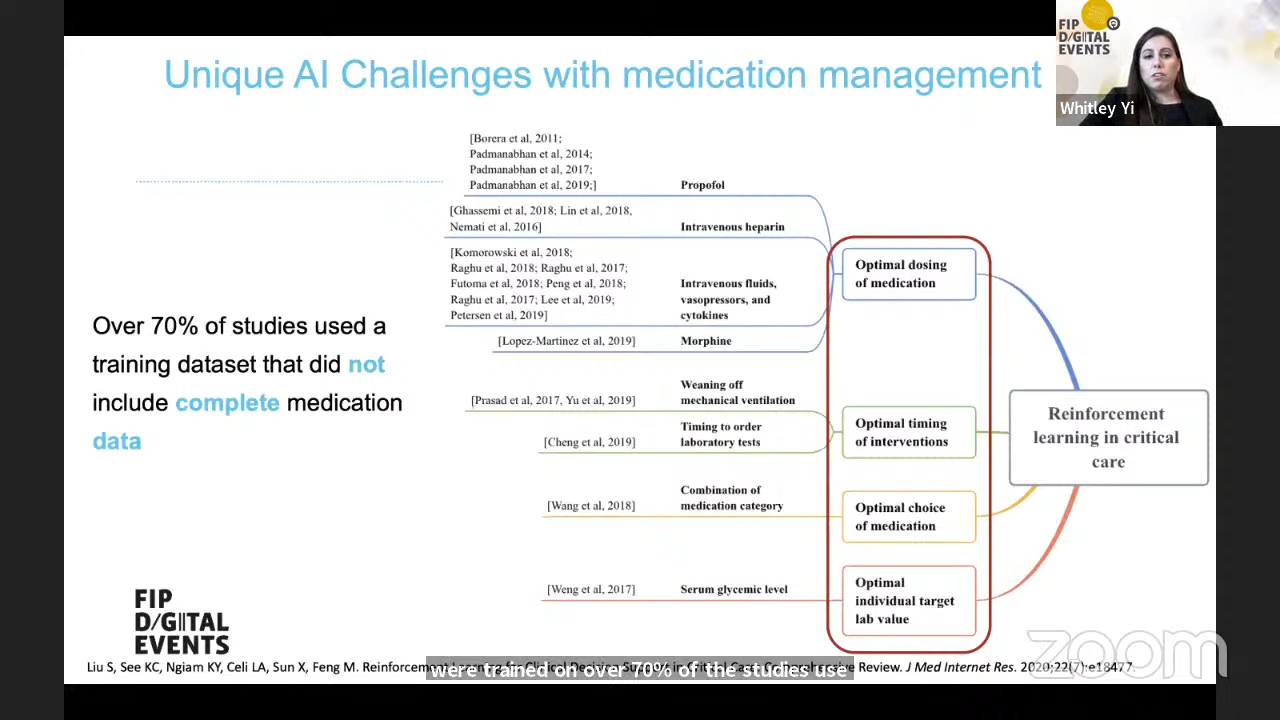 Unique AI Challenges with medication management
FIP
D/GITAL
EVENTS
Whitley Yi
[Borera et al, 2011;
Padmanabhan et al, 2014;
Padmanabhan et al, 2017;
Padmanabhan et al, 2019;]
Propofol
[Ghassemi et al, 2018; Lin et al, 2018,
Nemati et al, 2016]
Intravenous heparin
[Komorowski et al, 2018;
Raghu et al, 2018; Raghu et al, 2017;
Futoma et al, 2018; Peng et al, 2018;
Raghu et al, 2017; Lee et al, 2019;
Petersen et al, 2019]
Intravenous fluids,
vasopressors, and
cytokines
[Lopez-Martinez et al, 2019]
Morphine
Optimal dosing
of medication
Over 70% of studies used a
training dataset that did not
include complete medication
data
[Prasad et al, 2017, Yu et al, 2019]
Weaning off
mechanical ventilation
[Cheng et al, 2019]
Timing to order
laboratory tests
Optimal timing
of interventions
Reinforcement
learning in critical
care
[Wang et al, 2018]
Combination of
medication category
Optimal choice
of medication
[Weng et al, 2017]
Serum glycemic level
Optimal
individual target
lab value
FIP
D/GITAL
EVENTS
zoom
Liu S, See KC, Ngiam KY, Celi LA, Sun X, Feng M. Reinforcement Review. J Med Internet Res. 2020;22(7):e18477.
were trained on over 70% of the studies use